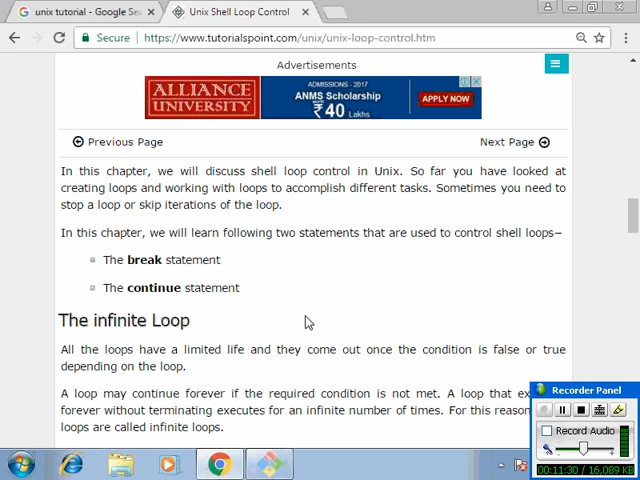 unix tutorial - Google Se
Unix Shell Loop Control
Secure https://www.tutorialspoint.com/unix/unix-loop-control.htm
Advertisements
ALLIANCE UNIVERSITY
ADMISSIONS - 2017
ANMS Scholarship
₹ 40 Lakhs
APPLY NOW
Previous Page
Next Page
In this chapter, we will discuss shell loop control in Unix. So far you have looked at
creating loops and working with loops to accomplish different tasks. Sometimes you need to
stop a loop or skip iterations of the loop.
In this chapter, we will learn following two statements that are used to control shell loops−
The break statement
The continue statement
The infinite Loop
All the loops have a limited life and they come out once the condition is false or true
depending on the loop.
A loop may continue forever if the required condition is not met. A loop that ex
forever without terminating executes for an infinite number of times. For this reason
loops are called infinite loops.
Recorder Panel
Record Audio
00:11:30 / 16,089 KB